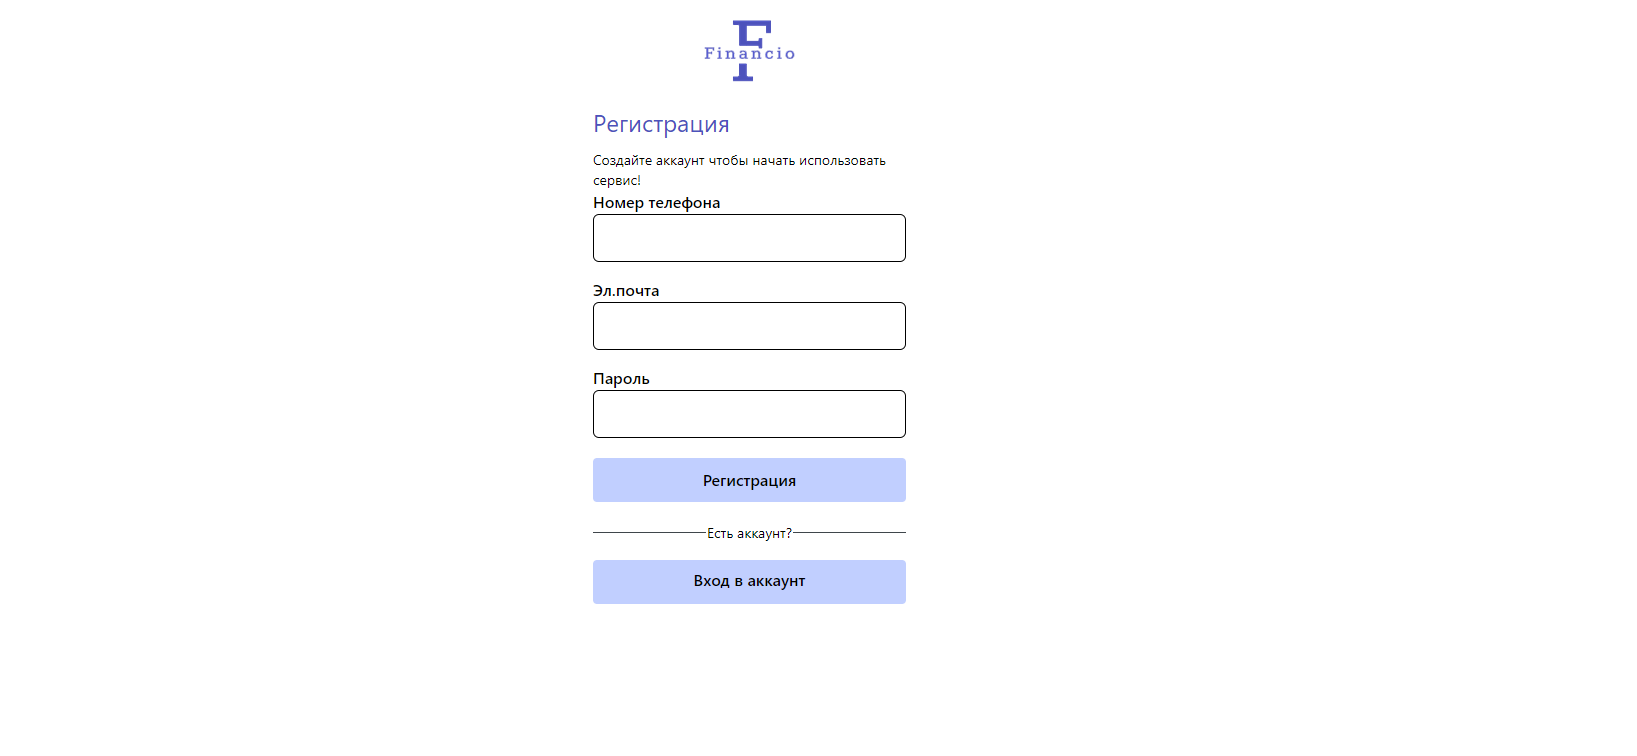 Financio
Регистрация
Создайте аккаунт чтобы начать использовать
сервис!
Номер телефона
Эл.почта
Пароль
Регистрация
Есть аккаунт?
Вход в аккаунт